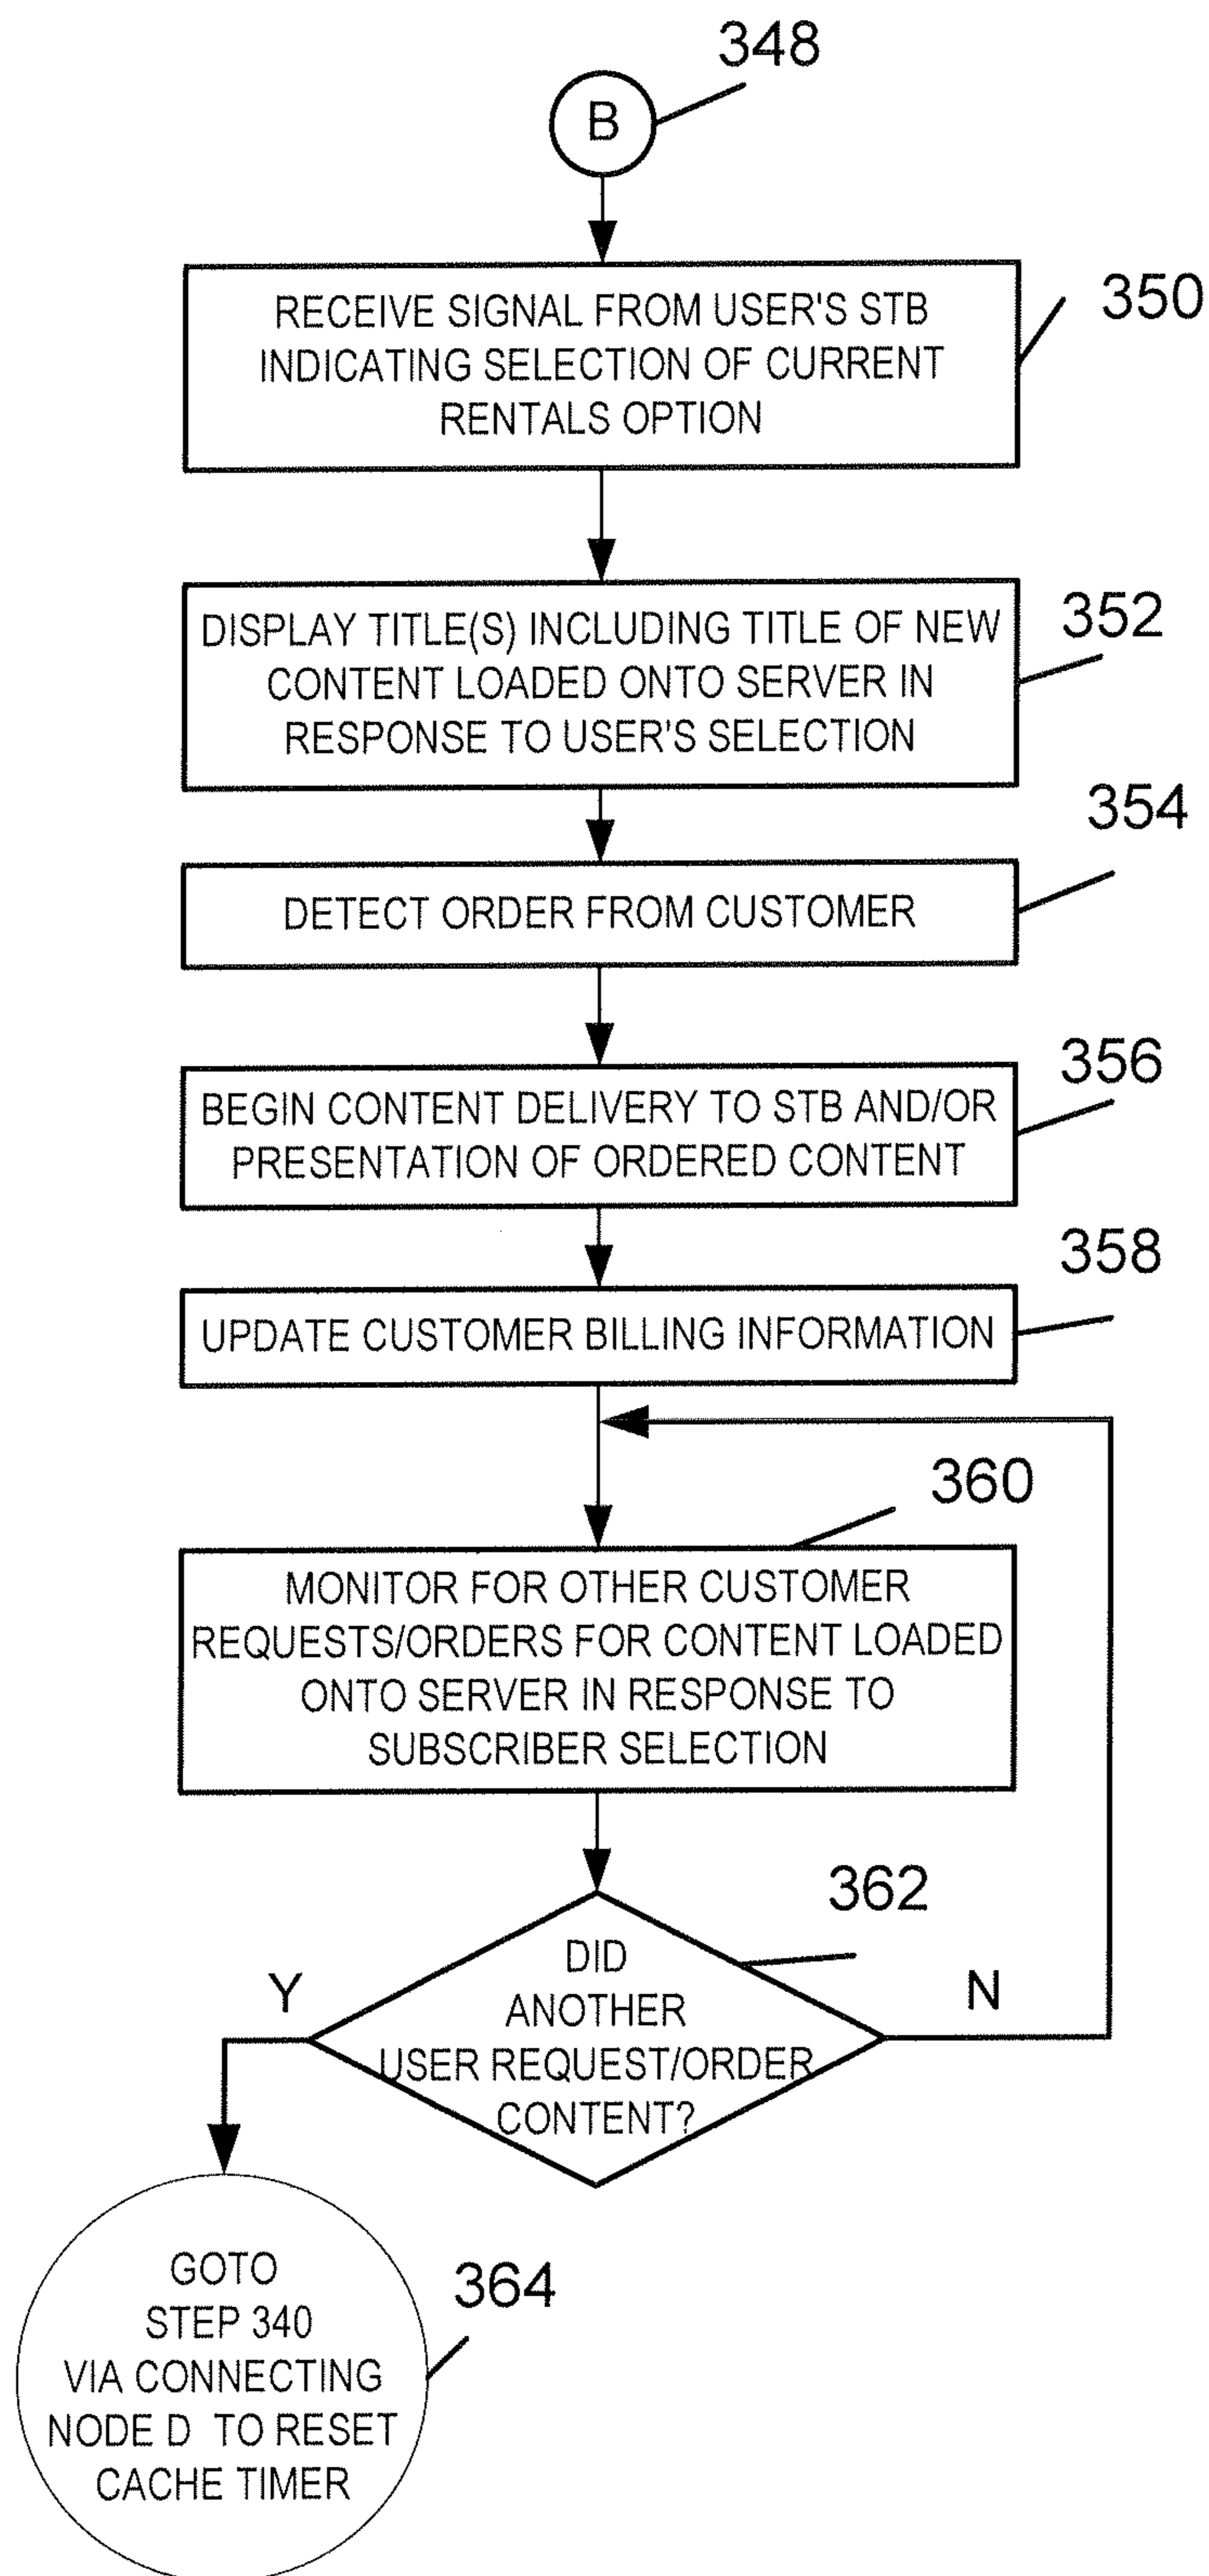 348
B
350
RECEIVE SIGNAL FROM USER'S STB
INDICATING SELECTION OF CURRENT
RENTALS OPTION
352
DISPLAY TITLE(S) INCLUDING TITLE OF NEW
CONTENT LOADED ONTO SERVER IN
RESPONSE TO USER'S SELECTION
354
DETECT ORDER FROM CUSTOMER
356
BEGIN CONTENT DELIVERY TO STB AND/OR
PRESENTATION OF ORDERED CONTENT
358
UPDATE CUSTOMER BILLING INFORMATION
360
MONITOR FOR OTHER CUSTOMER
REQUESTS/ORDERS FOR CONTENT LOADED
ONTO SERVER IN RESPONSE TO
SUBSCRIBER SELECTION
362
DID
ANOTHER
USER REQUEST/ORDER
CONTENT?
Y
N
364
GOTO
STEP 340
VIA CONNECTING
NODE D TO RESET
CACHE TIMER